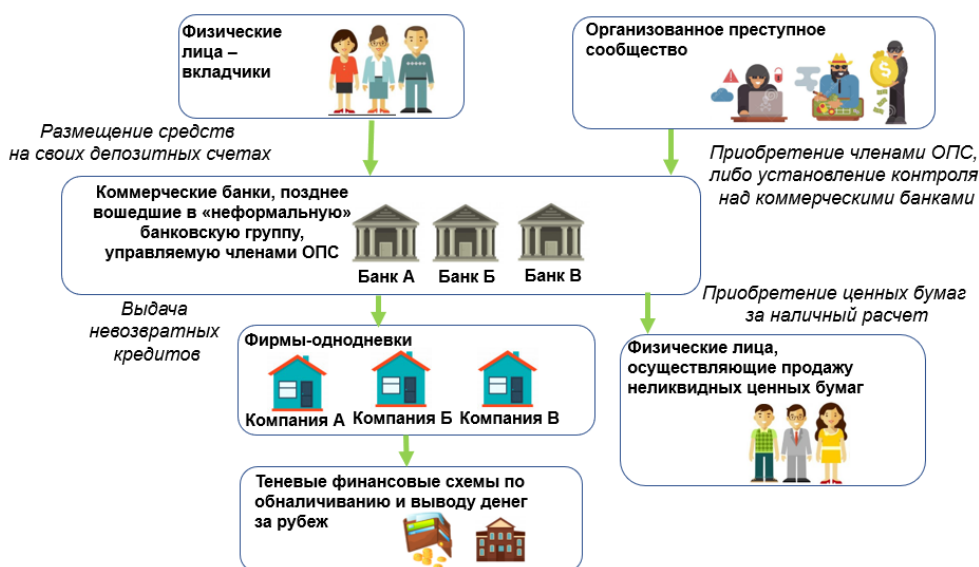 Физические
лица –
вкладчики
Организованное преступное
сообщество
Размещение средств
на своих депозитных счетах
Приобретение членами ОПС,
либо установление контроля
над коммерческими банками
Коммерческие банки, позднее
вошедшие в «неформальную»
банковскую группу,
управляемую членами ОПС
Банк А
Банк Б
Банк В
Выдача
невозвратных
кредитов
Приобретение ценных бумаг
за наличный расчет
Фирмы-однодневки
Компания А
Компания Б
Компания В
Физические лица,
осуществляющие продажу
неликвидных ценных бумаг
Теневые финансовые схемы по
обналичиванию и выводу денег
за рубеж